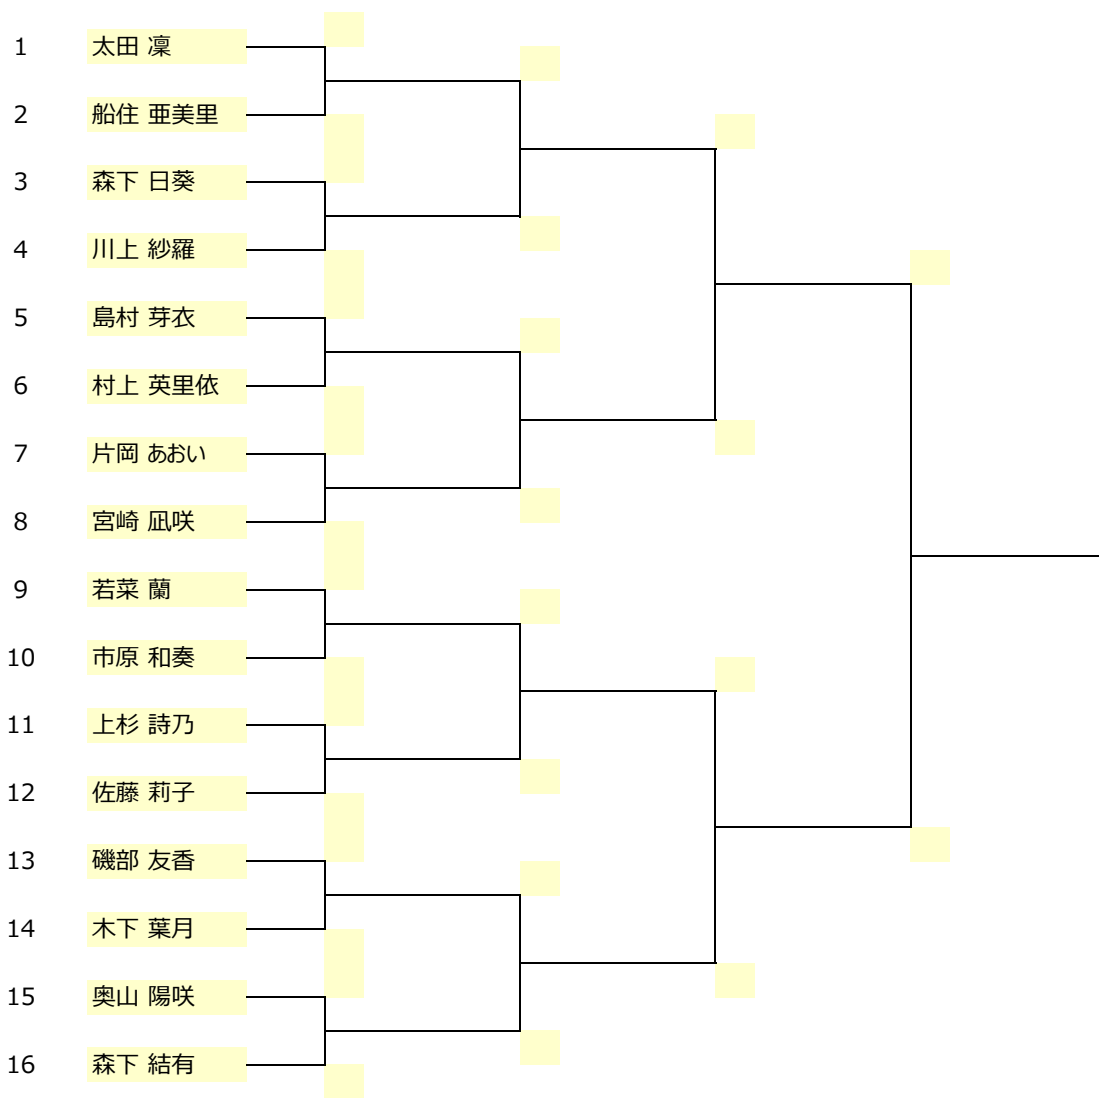 1 太田 凜
2 船住 亜美里
3 森下 日葵
4 川上 紗羅
5 島村 芽衣
6 村上 英里依
7 片岡 あおい
8 宮崎 凪咲
9 若菜 蘭
10 市原 和奏
11 上杉 詩乃
12 佐藤 莉子
13 磯部 友香
14 木下 葉月
15 奥山 陽咲
16 森下 結有